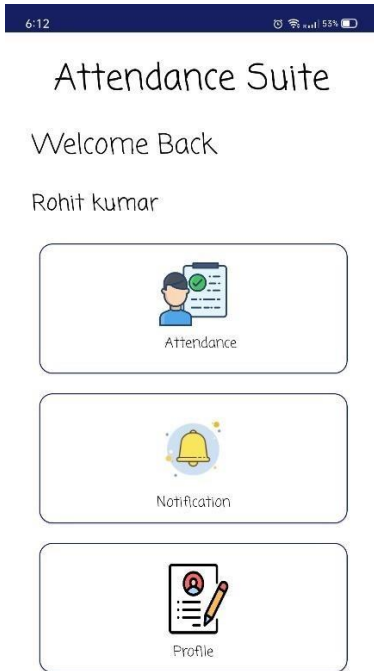 6:12 53%
Attendance Suite
Welcome Back
Rohit kumar
Attendance
Notification
Profile